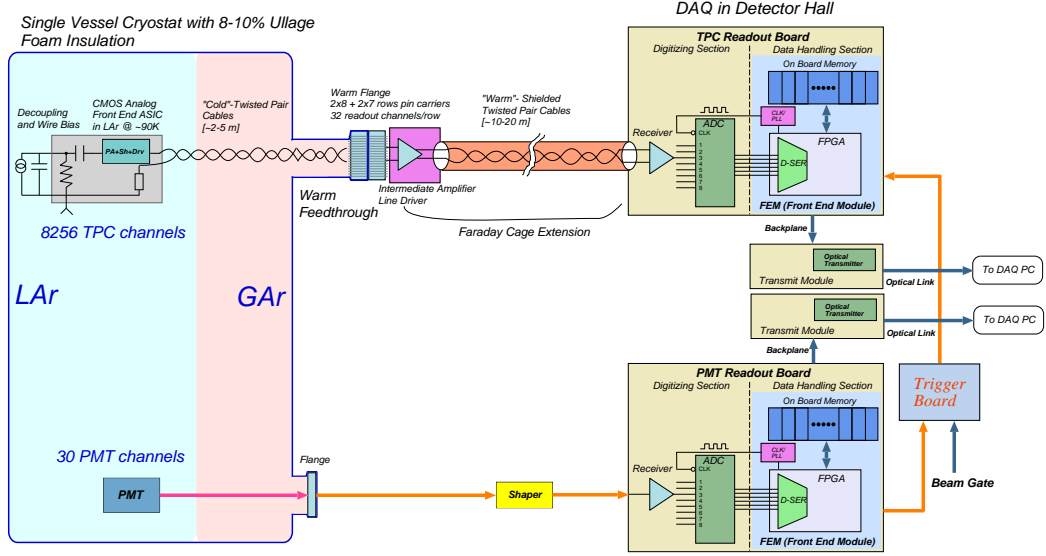 Single Vessel Cryostat with 8-10% Ullage
Foam Insulation
DAQ in Detector Hall
Decoupling
and Wire Bias
CMOS Analog
Front End ASIC
in LAr @ ~90K
PA+Sh+Drv
"Cold"-Twisted Pair
Cables
[~2-5 m]
Warm Flange
2x8 + 2x7 rows pin carriers
32 readout channels/row
"Warm"- Shielded
Twisted Pair Cables
[~10-20 m]
Intermediate Amplifier
Line Driver
Warm
Feedthrough
Faraday Cage Extension
8256 TPC channels
LAr
GAr
TPC Readout Board
Digitizing Section
Data Handling Section
On Board Memory
Receiver
ADC
CLK
1
2
3
4
5
6
7
8
CLK/
PLL
FPGA
D-SER
FEM (Front End Module)
Backplane
Optical
Transmitter
Transmit Module
Optical Link
To DAQ PC
Optical
Transmitter
Transmit Module
Optical Link
To DAQ PC
Backplane
PMT Readout Board
Digitizing Section
Data Handling Section
On Board Memory
Receiver
ADC
CLK
1
2
3
4
5
6
7
8
CLK/
PLL
FPGA
D-SER
FEM (Front End Module)
Trigger
Board
Beam Gate
30 PMT channels
PMT
Flange
Shaper